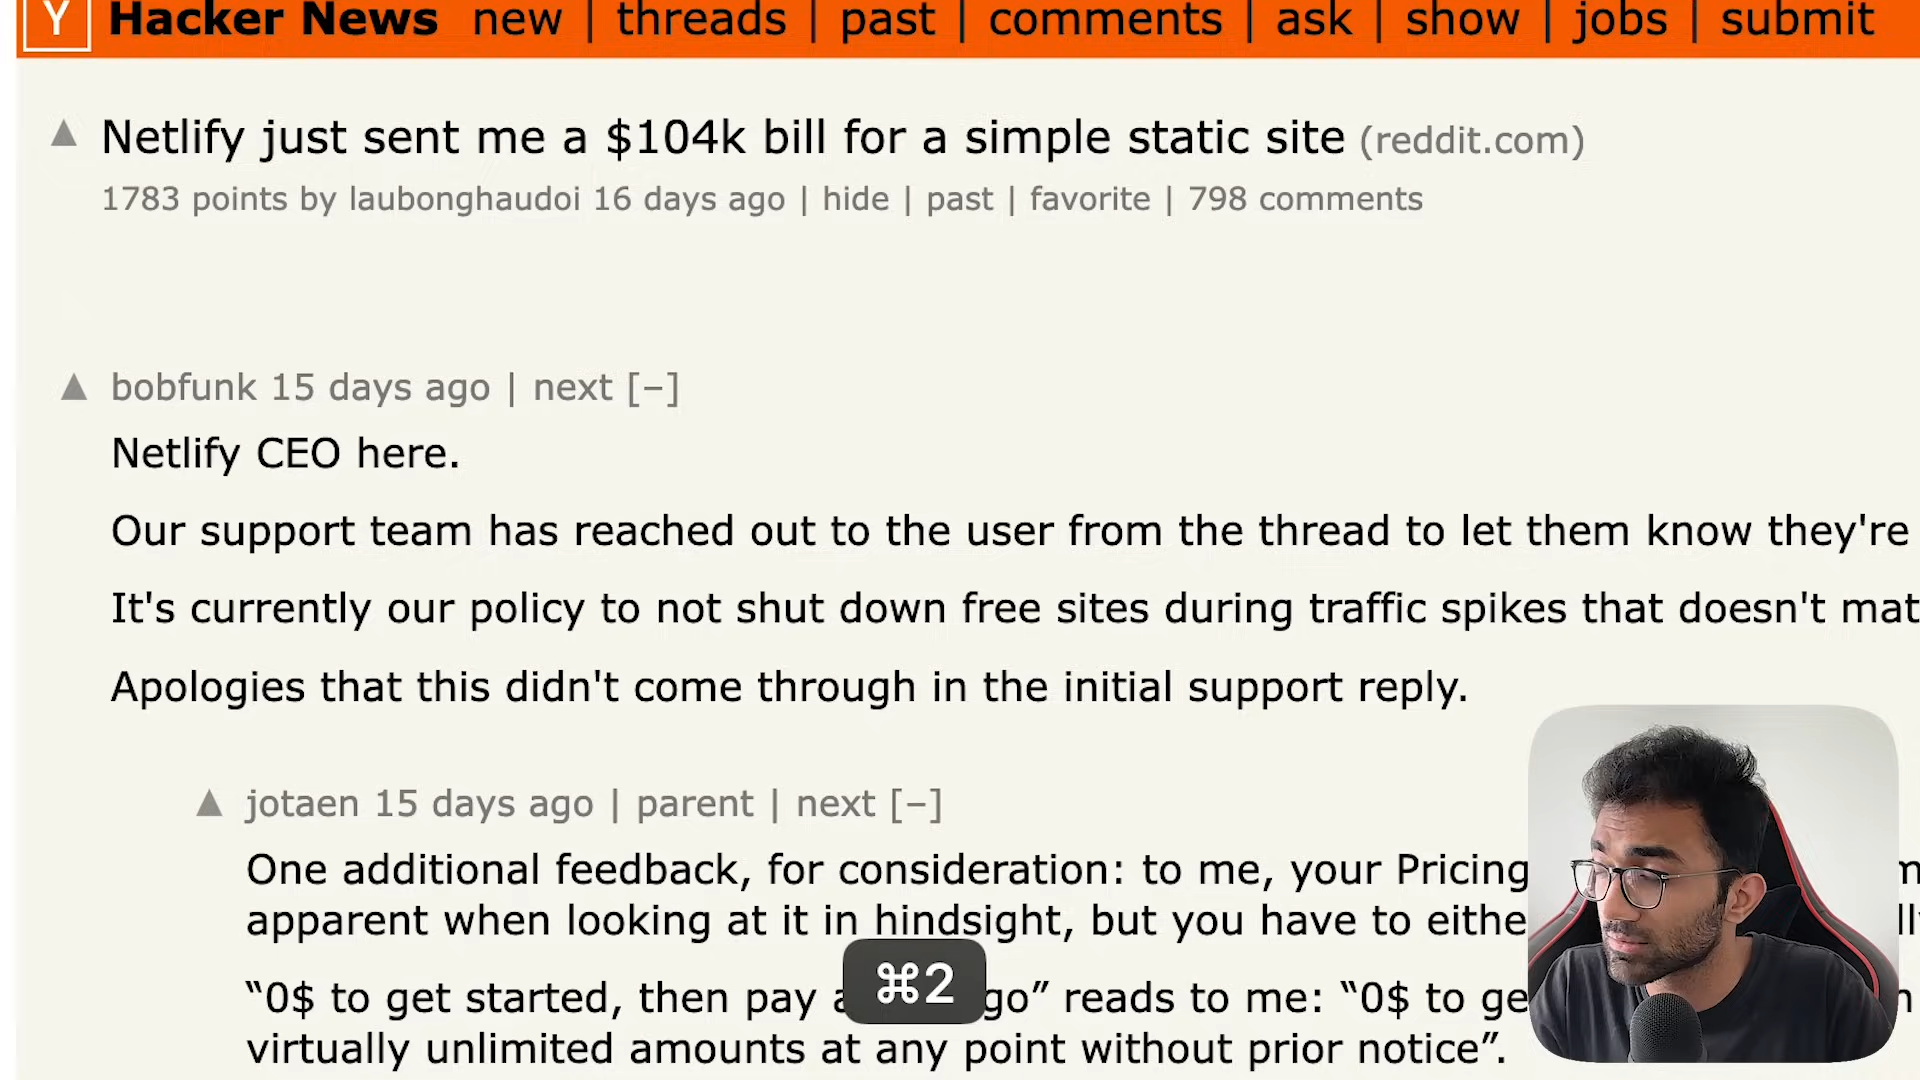 Y Hacker News new | threads | past | comments | ask | show | jobs | submit
Netlify just sent me a $104k bill for a simple static site (reddit.com)
1783 points by laubonghaudoi 16 days ago | hide | past | favorite | 798 comments
bobfunk 15 days ago | next [–]
Netlify CEO here.
Our support team has reached out to the user from the thread to let them know they're
It's currently our policy to not shut down free sites during traffic spikes that doesn't mat
Apologies that this didn't come through in the initial support reply.
jotaen 15 days ago | parent | next [–]
One additional feedback, for consideration: to me, your Pricing
apparent when looking at it in hindsight, but you have to
“0$ to get started, then pay go” reads to me: “0$ to
virtually unlimited amounts at any point without prior notice”.
⌘2